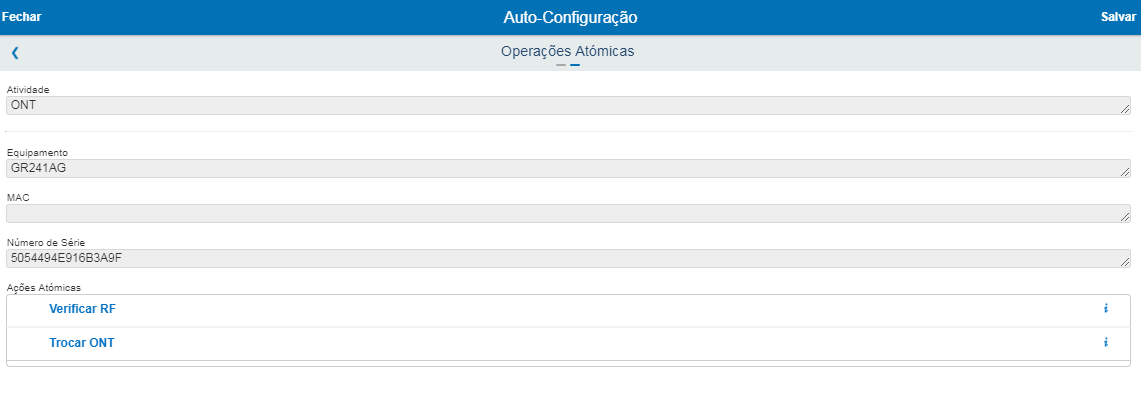 Fechar
Auto-Configuração
Salvar
Operações Atómicas
Atividade
ONT
Equipamento
GR241AG
MAC
Número de Série
5054494E916B3A9F
Ações Atómicas
Verificar RF
Trocar ONT